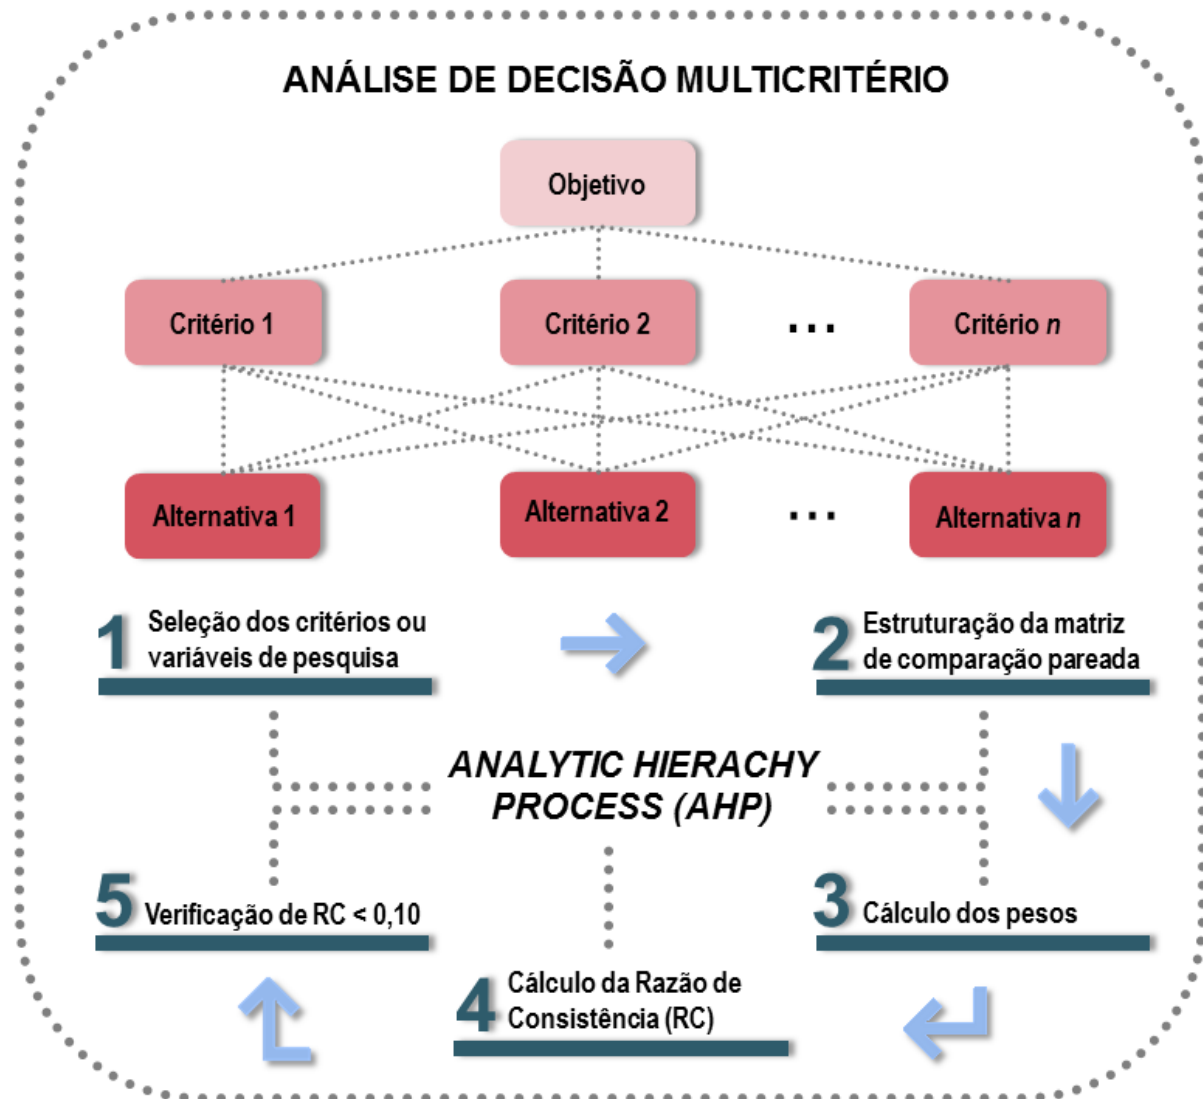 ANÁLISE DE DECISÃO MULTICRITÉRIO
Objetivo
Critério 1
Critério 2
...
Critério n
Alternativa 1
Alternativa 2
...
Alternativa n
1 Seleção dos critérios ou
variáveis de pesquisa
2 Estruturação da matriz
de comparação pareada
ANALYTIC HIERACHY
PROCESS (AHP)
3 Cálculo dos pesos
4 Cálculo da Razão de
Consistência (RC)
5 Verificação de RC < 0,10